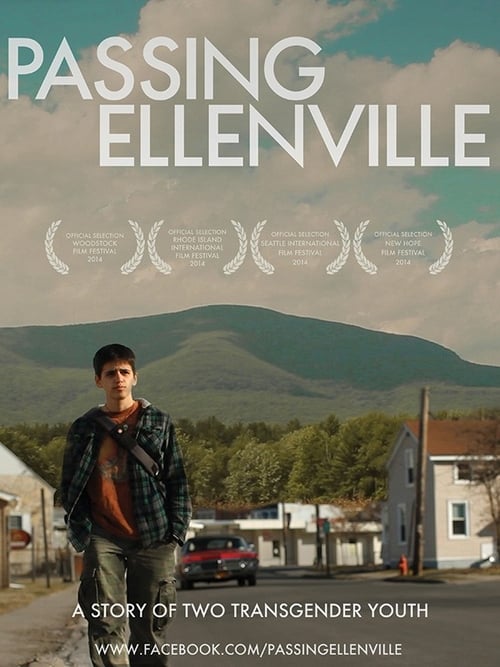 PASSING
ELLENVILLE
OFFICIAL SELECTION
WOODSTOCK
FILM FESTIVAL
2014
OFFICIAL SELECTION
RHODE ISLAND
INTERNATIONAL
FILM FESTIVAL
2014
OFFICIAL SELECTION
SEATTLE INTERNATIONAL
FILM FESTIVAL
2014
OFFICIAL SELECTION
NEW HOPE
FILM FESTIVAL
2014
A STORY OF TWO TRANSGENDER YOUTH
WWW.FACEBOOK.COM/PASSINGELLENVILLE